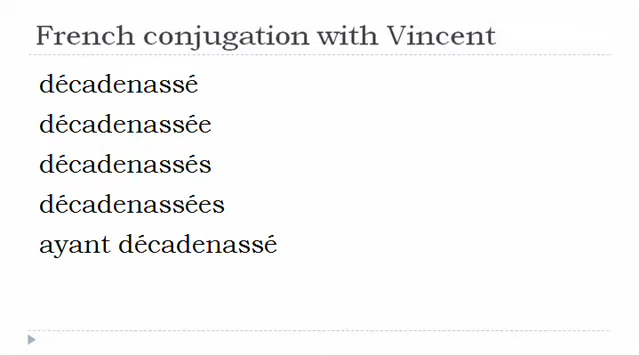 French conjugation with Vincent
décadenassé
décadenassée
décadenassés
décadenassées
ayant décadenassé